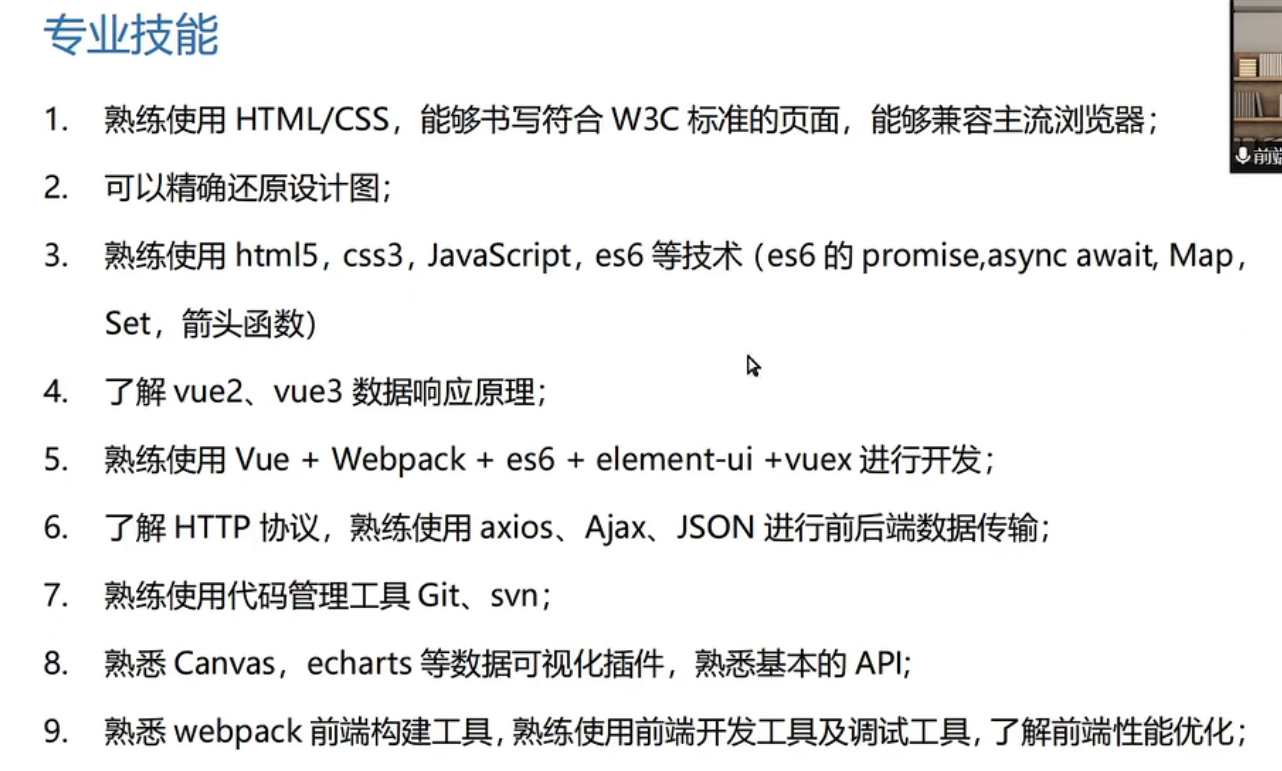 专业技能
1. 熟练使用 HTML/CSS，能够书写符合 W3C 标准的页面，能够兼容主流浏览器；
2. 可以精确还原设计图；
3. 熟练使用 html5，css3，JavaScript，es6 等技术（es6 的 promise,async await, Map，
Set，箭头函数）
4. 了解 vue2、vue3 数据响应原理；
5. 熟练使用 Vue + Webpack + es6 + element-ui +vuex 进行开发；
6. 了解 HTTP 协议，熟练使用 axios、Ajax、JSON 进行前后端数据传输；
7. 熟练使用代码管理工具 Git、svn；
8. 熟悉 Canvas，echarts 等数据可视化插件，熟悉基本的 API;
9. 熟悉 webpack 前端构建工具, 熟练使用前端开发工具及调试工具, 了解前端性能优化；
前端